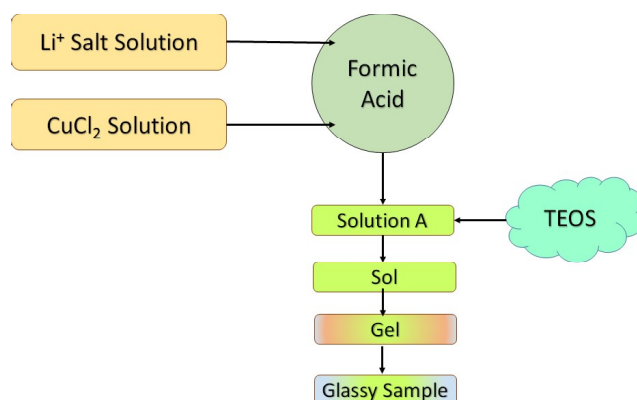 Li⁺ Salt Solution
CuCl₂ Solution
Formic
Acid
Solution A
TEOS
Sol
Gel
Glassy Sample